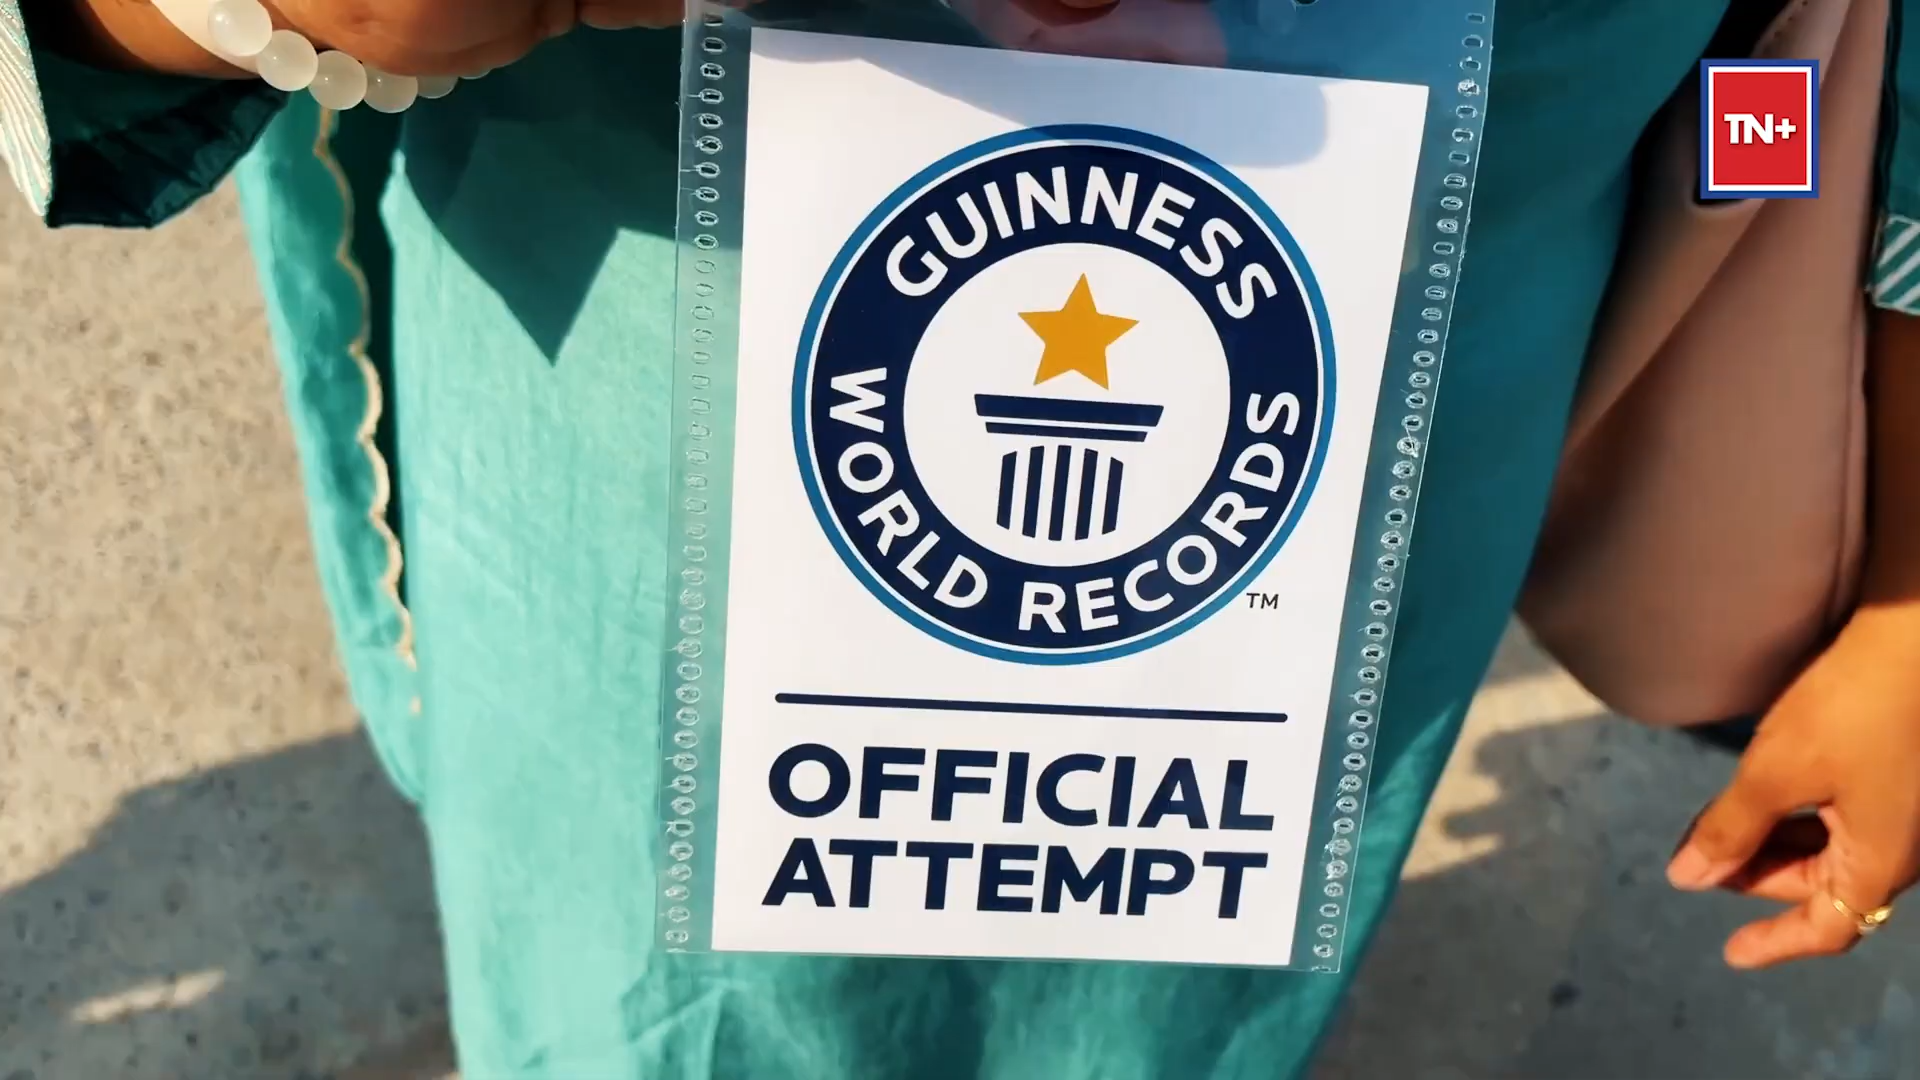 GUINNESS
WORLD RECORDS
TM
OFFICIAL
ATTEMPT
TN+